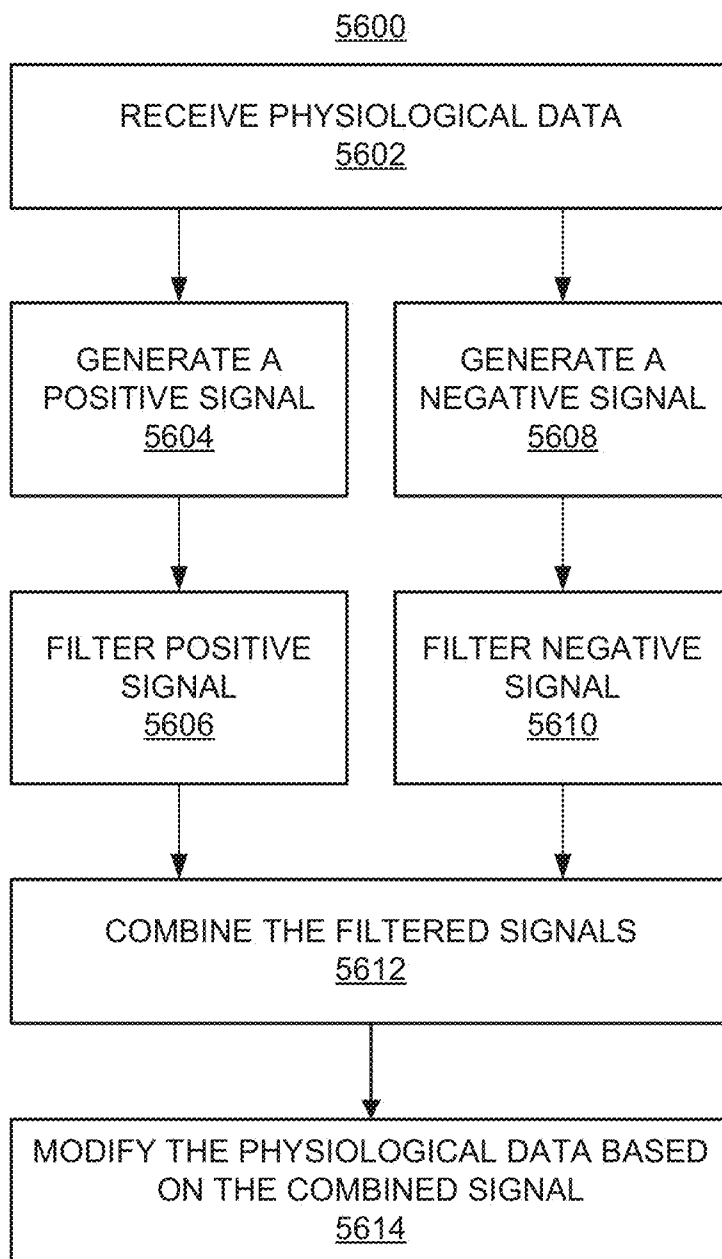 5600
RECEIVE PHYSIOLOGICAL DATA
5602
GENERATE A
POSITIVE SIGNAL
5604
GENERATE A
NEGATIVE SIGNAL
5608
FILTER POSITIVE
SIGNAL
5606
FILTER NEGATIVE
SIGNAL
5610
COMBINE THE FILTERED SIGNALS
5612
MODIFY THE PHYSIOLOGICAL DATA BASED
ON THE COMBINED SIGNAL
5614